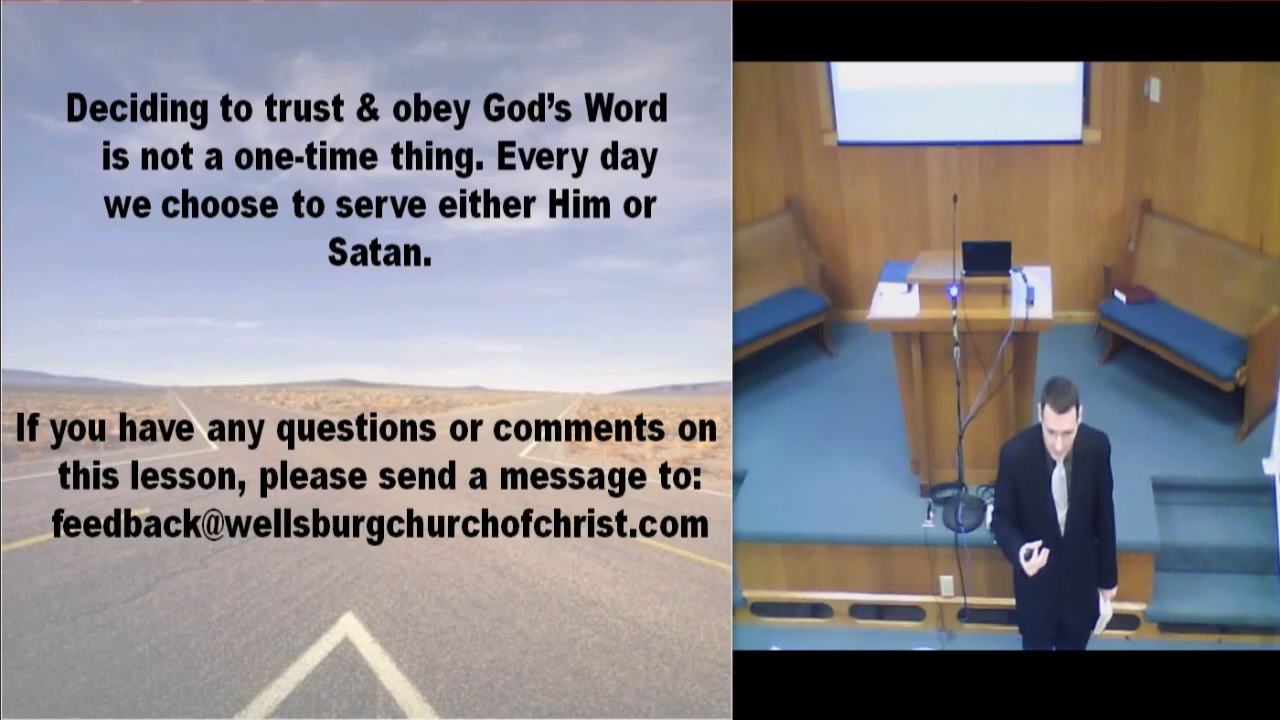 Deciding to trust & obey God's Word
is not a one-time thing. Every day
we choose to serve either Him or
Satan.
If you have any questions or comments on
this lesson, please send a message to:
feedback@wellsburgchurchofchrist.com